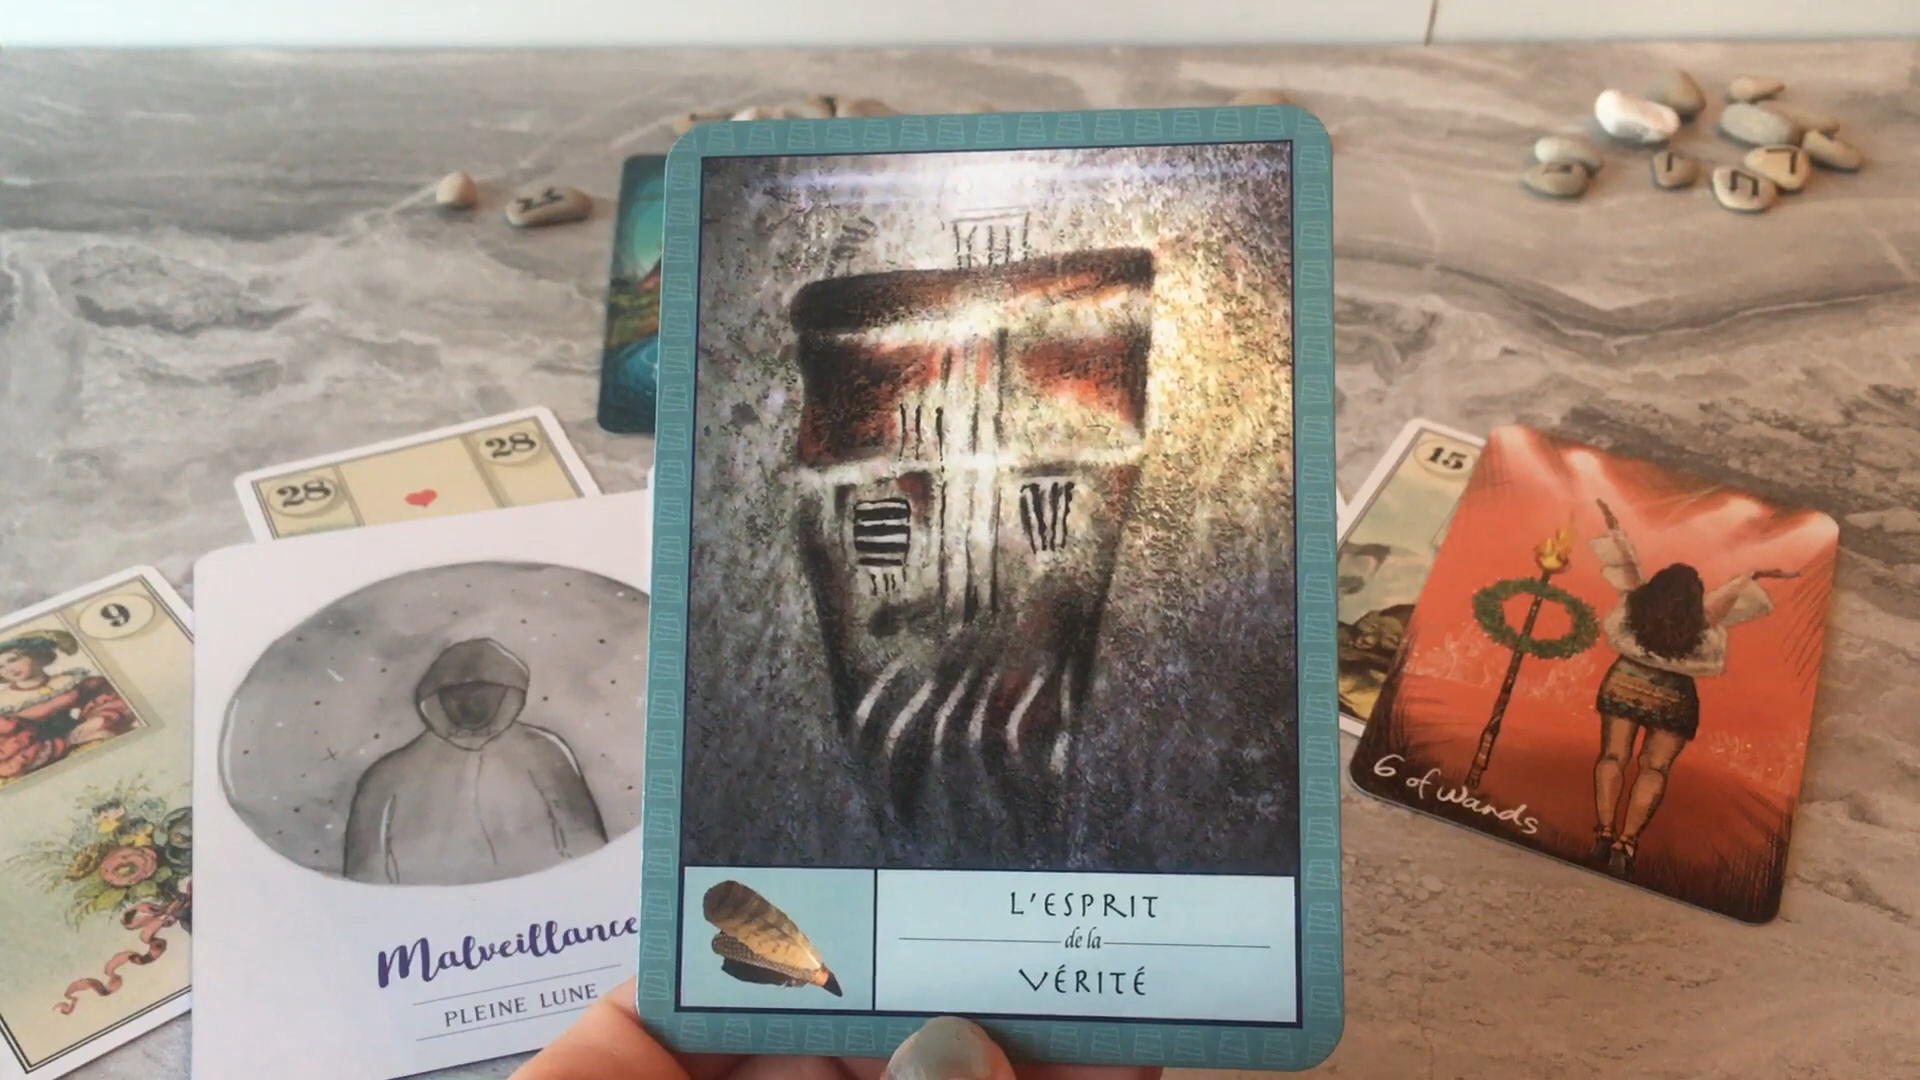 28
28
9
Malveillance
PLEINE LUNE
L'ESPRIT
de la
VÉRITÉ
15
6 of wands